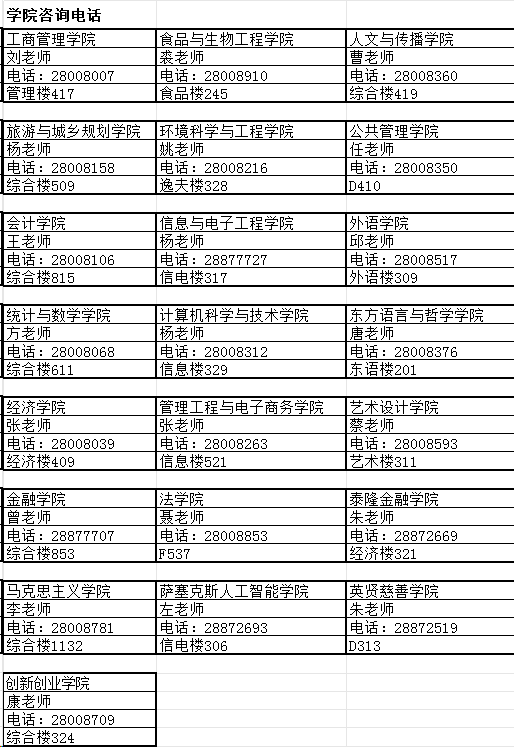 学院咨询电话
工商管理学院 食品与生物工程学院 人文与传播学院
刘老师 裘老师 曹老师
电话：28008007 电话：28008910 电话：28008360
管理楼417 食品楼245 综合楼419
旅游与城乡规划学院 环境科学与工程学院 公共管理学院
杨老师 姚老师 任老师
电话：28008158 电话：28008216 电话：28008350
综合楼509 逸夫楼328 D410
会计学院 信息与电子工程学院 外语学院
王老师 杨老师 邱老师
电话：28008106 电话：28877727 电话：28008517
综合楼815 信电楼317 外语楼309
统计与数学学院 计算机科学与技术学院 东方语言与哲学学院
方老师 杨老师 唐老师
电话：28008068 电话：28008312 电话：28008376
综合楼611 信息楼329 东语楼201
经济学院 管理工程与电子商务学院 艺术设计学院
张老师 张老师 蔡老师
电话：28008039 电话：28008263 电话：28008593
经济楼409 信息楼521 艺术楼311
金融学院 法学院 泰隆金融学院
曾老师 聂老师 朱老师
电话：28877707 电话：28008853 电话：28872669
综合楼853 F537 经济楼321
马克思主义学院 萨塞克斯人工智能学院 英贤慈善学院
李老师 左老师 朱老师
电话：28008781 电话：28872693 电话：28872519
综合楼1132 信电楼306 D313
创新创业学院
康老师
电话：28008709
综合楼324